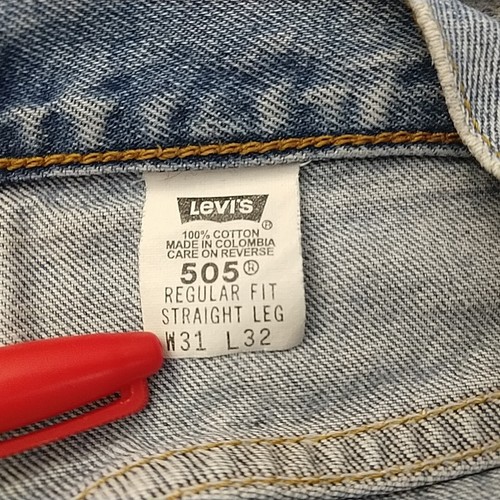 LEVI'S ®
100% COTTON
MADE IN COLOMBIA
CARE ON REVERSE
505®
REGULAR FIT
STRAIGHT LEG
W31 L32